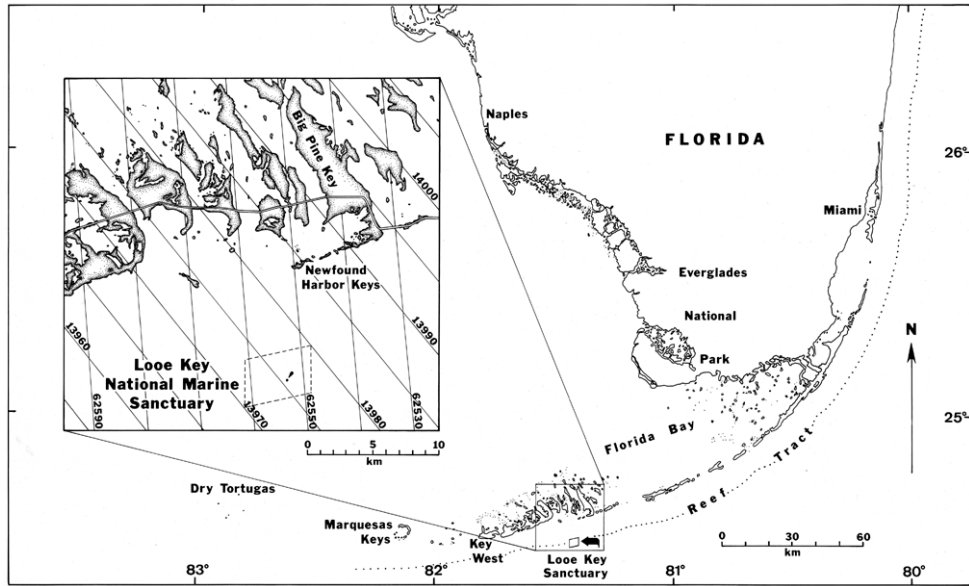 Naples
FLORIDA
26°
Miami
Everglades
National
Park
N
25°
Florida Bay
Reef Tract
Dry Tortugas
Marquesas
Keys
Key
West
Looe Key
Sanctuary
0 30 60
km
83°
82°
81°
80°
Big Pine Key
14000
Newfound
Harbor Keys
13990
13960
Looe Key
National Marine
Sanctuary
62590
13970
62550
13980
62530
0 5 10
km